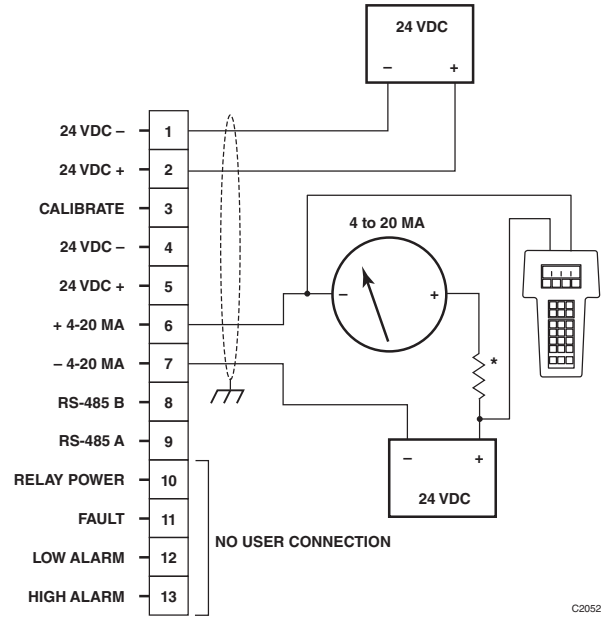 24 VDC
– +
24 VDC – 1
24 VDC + 2
CALIBRATE 3
24 VDC – 4
24 VDC + 5
+ 4-20 MA 6
– 4-20 MA 7
RS-485 B 8
RS-485 A 9
RELAY POWER 10
FAULT 11
LOW ALARM 12
HIGH ALARM 13
4 to 20 MA
– +
*
– +
24 VDC
NO USER CONNECTION
C2052